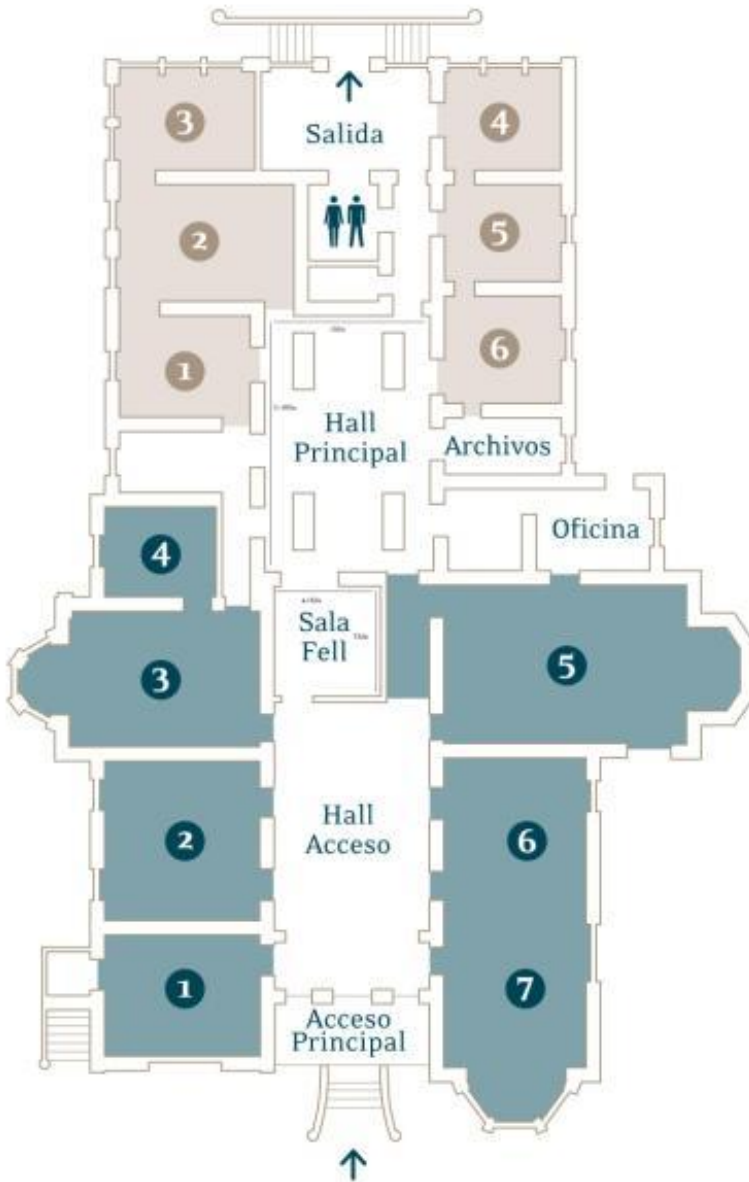 3
4
Salida
2
5
1
6
Hall
Principal
Archivos
4
Oficina
Sala
Fell
3
5
Hall
Acceso
2
6
1
7
Acceso
Principal